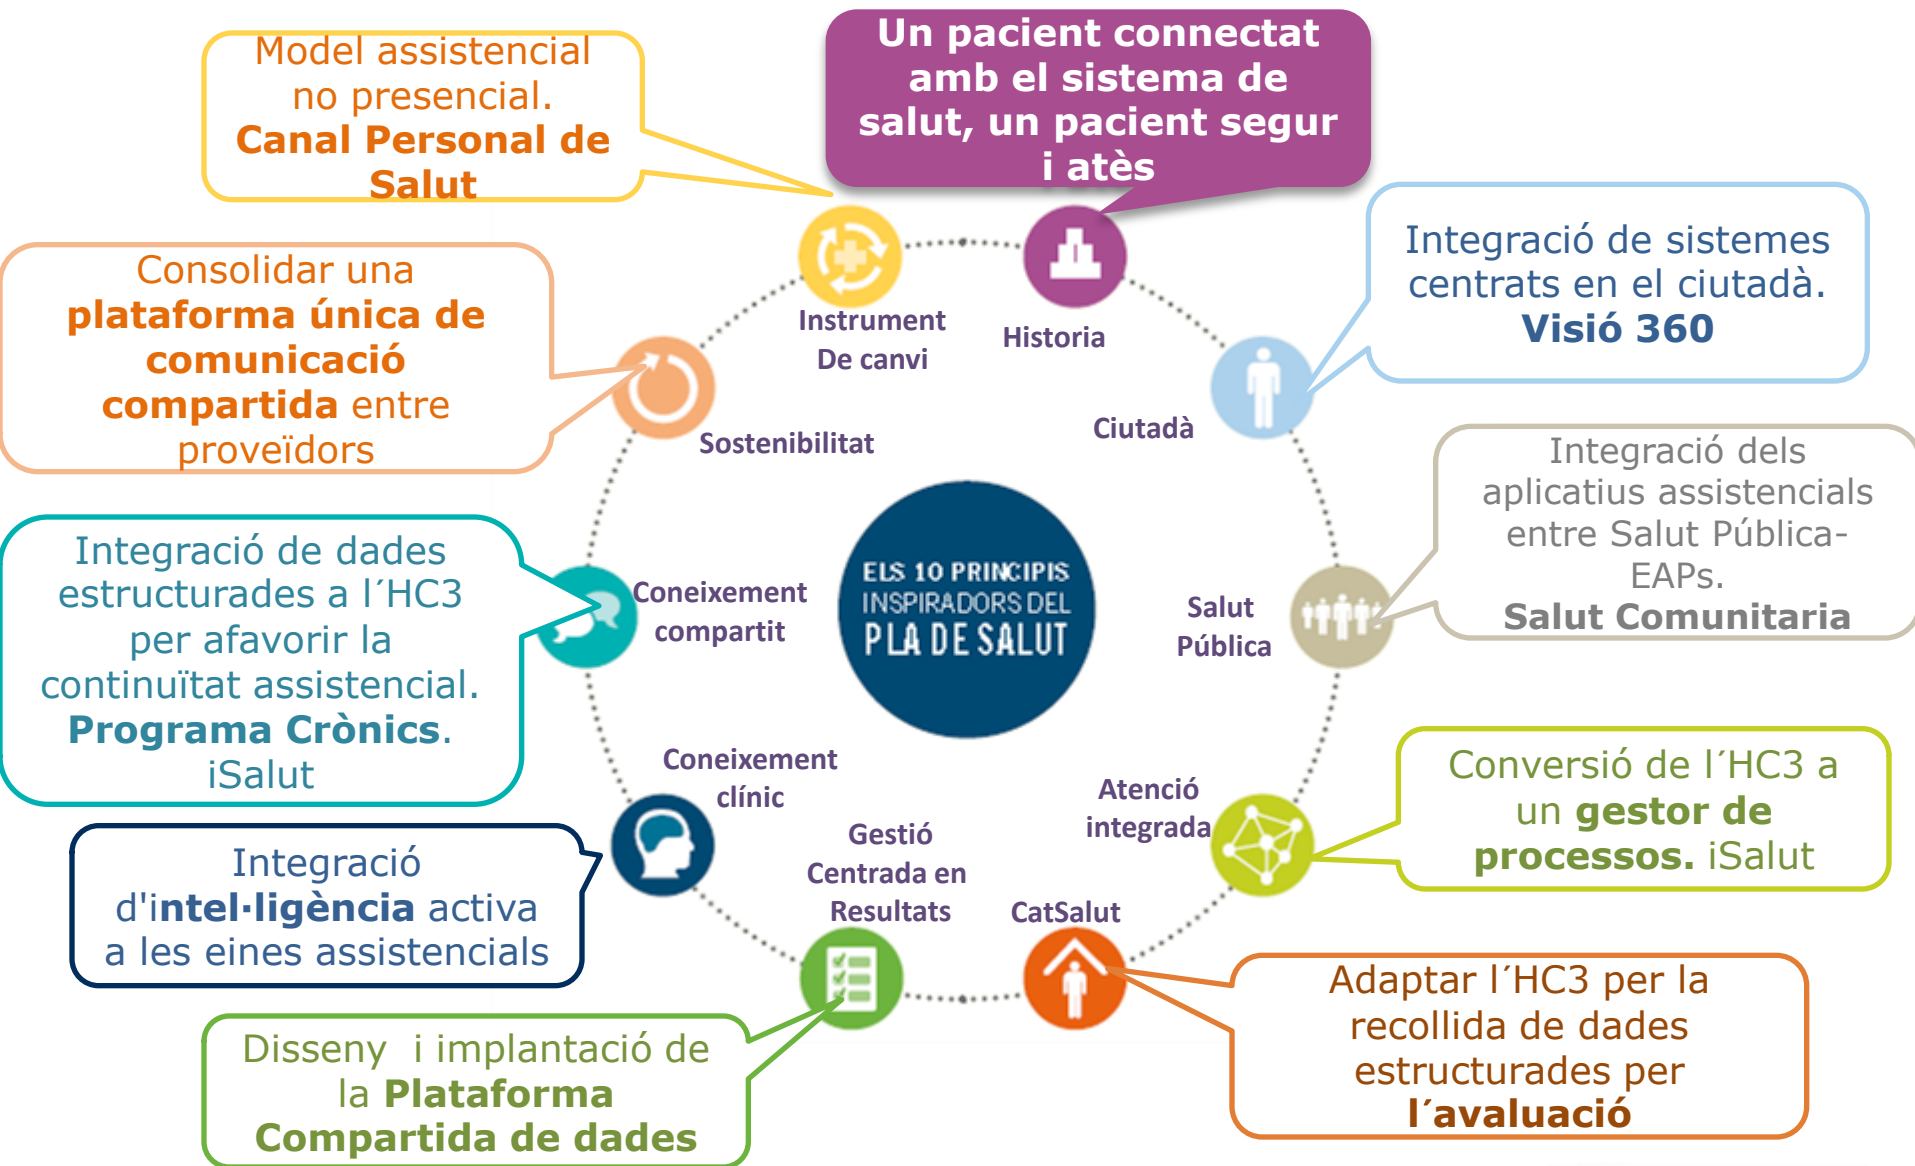 Model assistencial
no presencial.
Canal Personal de
Salut
Un pacient connectat
amb el sistema de
salut, un pacient segur
i atès
Integració de sistemes
centrats en el ciutadà.
Visió 360
Consolidar una
plataforma única de
comunicació
compartida entre
proveïdors
Instrument
De canvi
Historia
Sostenibilitat
Ciutadà
Integració dels
aplicatius assistencials
entre Salut Pública-
EAPs.
Salut Comunitaria
Integració de dades
estructurades a l´HC3
per afavorir la
continuïtat assistencial.
Programa Crònics.
iSalut
Coneixement
compartit
ELS 10 PRINCIPIS
INSPIRADORS DEL
PLA DE SALUT
Salut
Pública
Coneixement
clínic
Atenció
integrada
Conversió de l´HC3 a
un gestor de
processos. iSalut
Integració
d'intel·ligència activa
a les eines assistencials
Gestió
Centrada en
Resultats
CatSalut
Disseny  i implantació de
la Plataforma
Compartida de dades
Adaptar l´HC3 per la
recollida de dades
estructurades per
l´avaluació